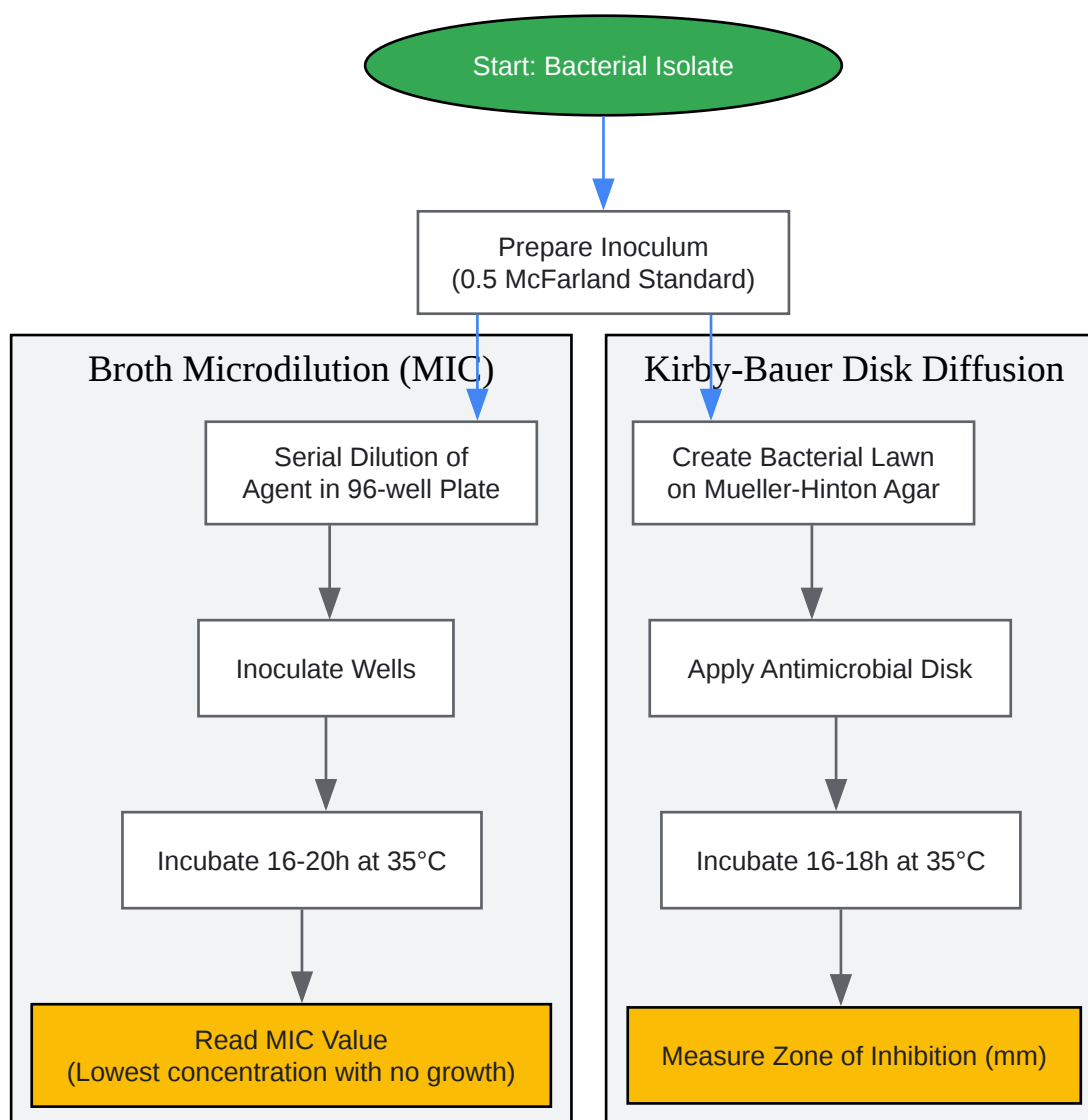 Start: Bacterial Isolate
Prepare Inoculum
(0.5 McFarland Standard)
Broth Microdilution (MIC)
Serial Dilution of
Agent in 96-well Plate
Inoculate Wells
Incubate 16-20h at 35°C
Read MIC Value
(Lowest concentration with no growth)
Kirby-Bauer Disk Diffusion
Create Bacterial Lawn
on Mueller-Hinton Agar
Apply Antimicrobial Disk
Incubate 16-18h at 35°C
Measure Zone of Inhibition (mm)